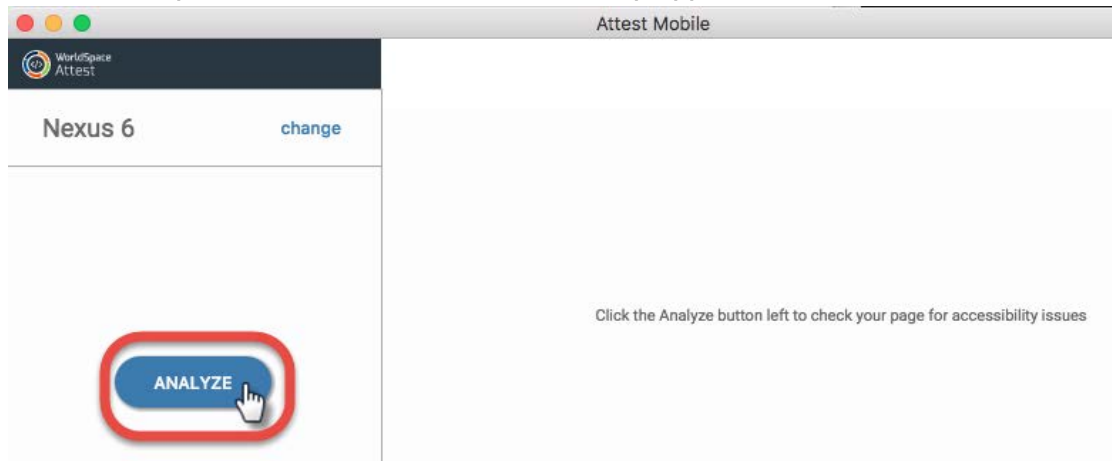 Attest Mobile
WorldSpace
Attest
Nexus 6
change
Click the Analyze button left to check your page for accessibility issues
ANALYZE